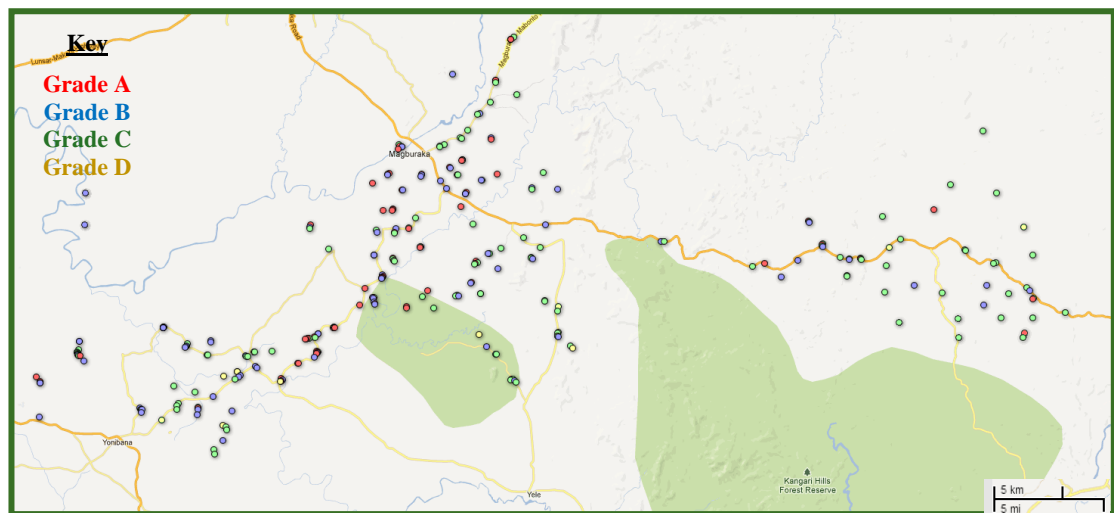 Key
Grade A
Grade B
Grade C
Grade D
Magburaka
Yonibana
Yele
Kangari Hills
Forest Reserve
5 km
5 mi